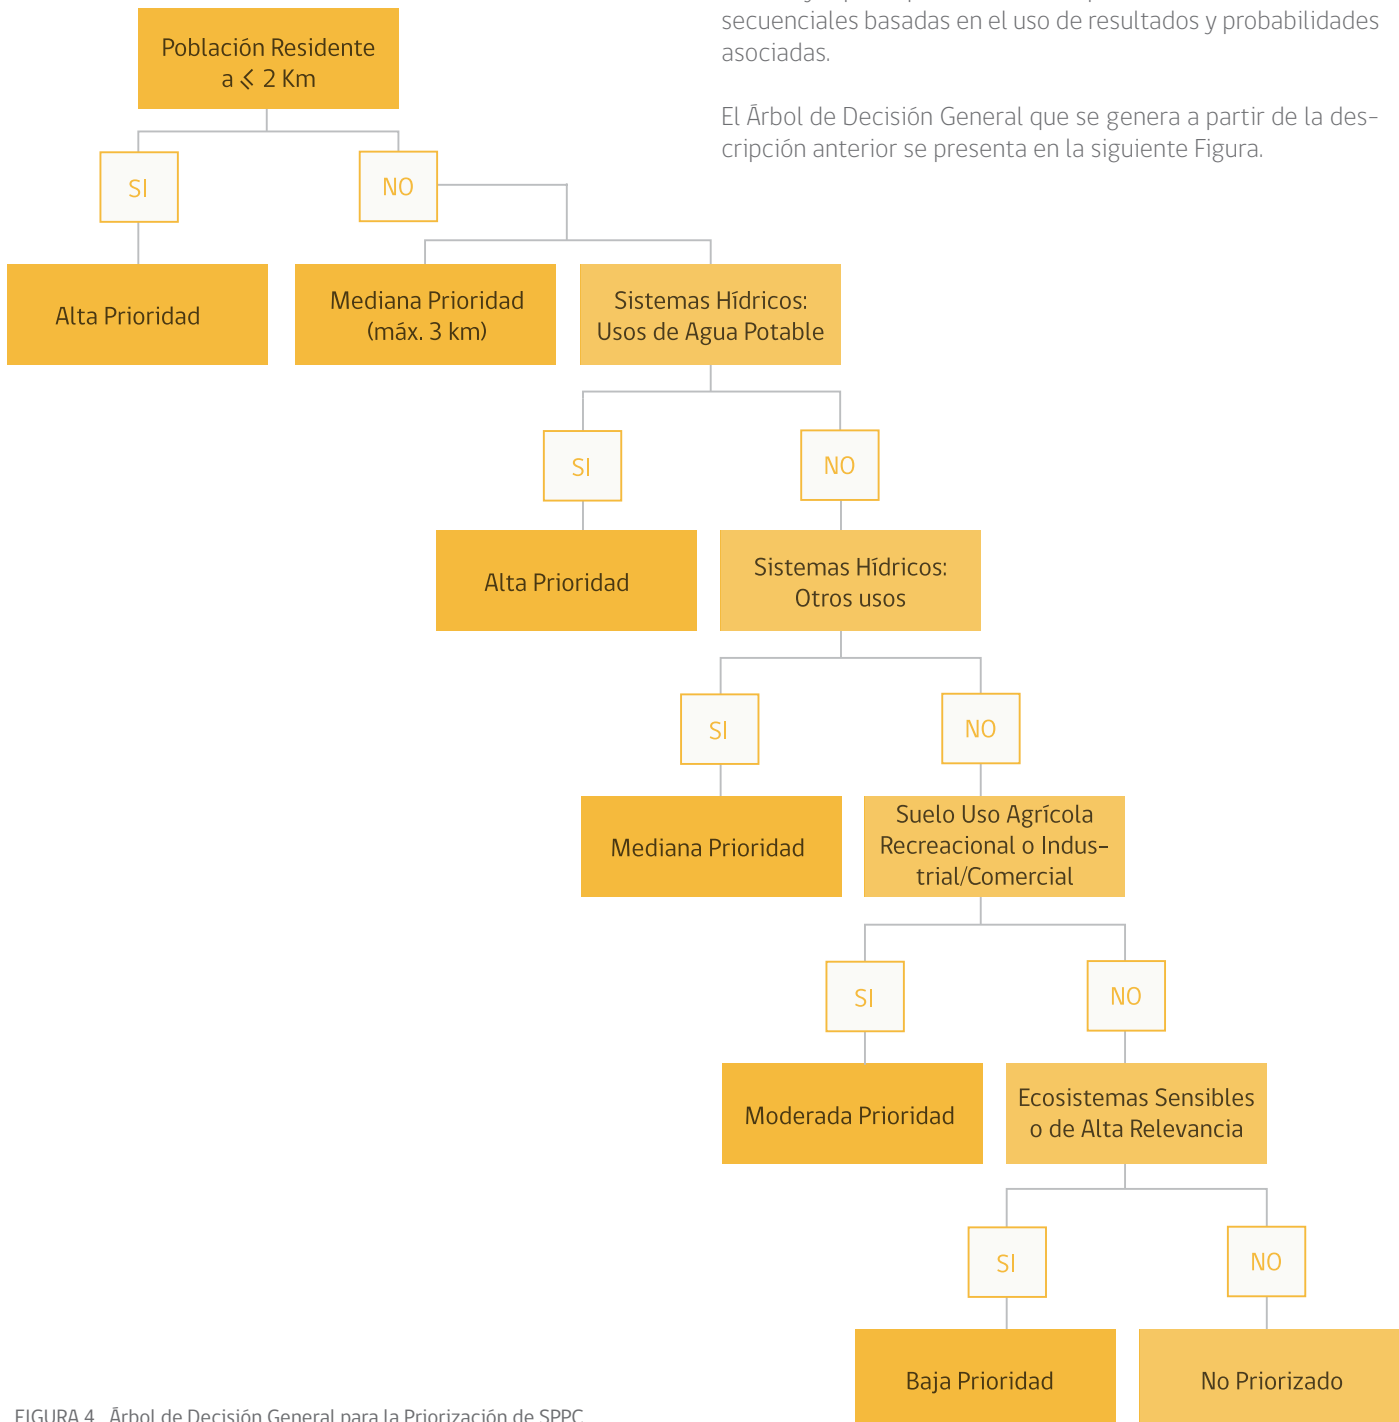 secuenciales basadas en el uso de resultados y probabilidades
asociadas.
El Árbol de Decisión General que se genera a partir de la des-
cripción anterior se presenta en la siguiente Figura.
Población Residente
a ⩽ 2 Km
SI
NO
Alta Prioridad
Mediana Prioridad
(máx. 3 km)
Sistemas Hídricos:
Usos de Agua Potable
SI
NO
Alta Prioridad
Sistemas Hídricos:
Otros usos
SI
NO
Mediana Prioridad
Suelo Uso Agrícola
Recreacional o Indus-
trial/Comercial
SI
NO
Moderada Prioridad
Ecosistemas Sensibles
o de Alta Relevancia
SI
NO
Baja Prioridad
No Priorizado
FIGURA 4. Árbol de Decisión General para la Priorización de SPPC